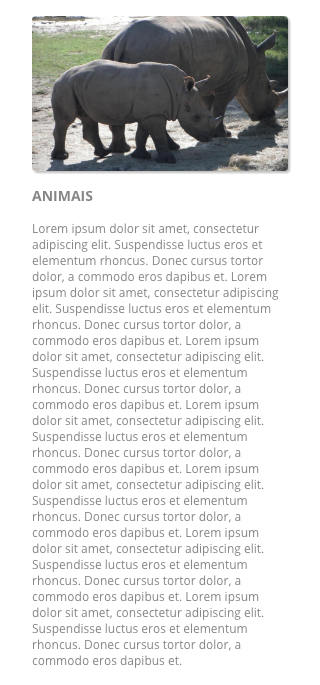 ANIMAIS
Lorem ipsum dolor sit amet, consectetur
adipiscing elit. Suspendisse luctus eros et
elementum rhoncus. Donec cursus tortor
dolor, a commodo eros dapibus et. Lorem
ipsum dolor sit amet, consectetur adipiscing
elit. Suspendisse luctus eros et elementum
rhoncus. Donec cursus tortor dolor, a
commodo eros dapibus et. Lorem ipsum
dolor sit amet, consectetur adipiscing elit.
Suspendisse luctus eros et elementum
rhoncus. Donec cursus tortor dolor, a
commodo eros dapibus et. Lorem ipsum
dolor sit amet, consectetur adipiscing elit.
Suspendisse luctus eros et elementum
rhoncus. Donec cursus tortor dolor, a
commodo eros dapibus et. Lorem ipsum
dolor sit amet, consectetur adipiscing elit.
Suspendisse luctus eros et elementum
rhoncus. Donec cursus tortor dolor, a
commodo eros dapibus et. Lorem ipsum
dolor sit amet, consectetur adipiscing elit.
Suspendisse luctus eros et elementum
rhoncus. Donec cursus tortor dolor, a
commodo eros dapibus et. Lorem ipsum
dolor sit amet, consectetur adipiscing elit.
Suspendisse luctus eros et elementum
rhoncus. Donec cursus tortor dolor, a
commodo eros dapibus et.